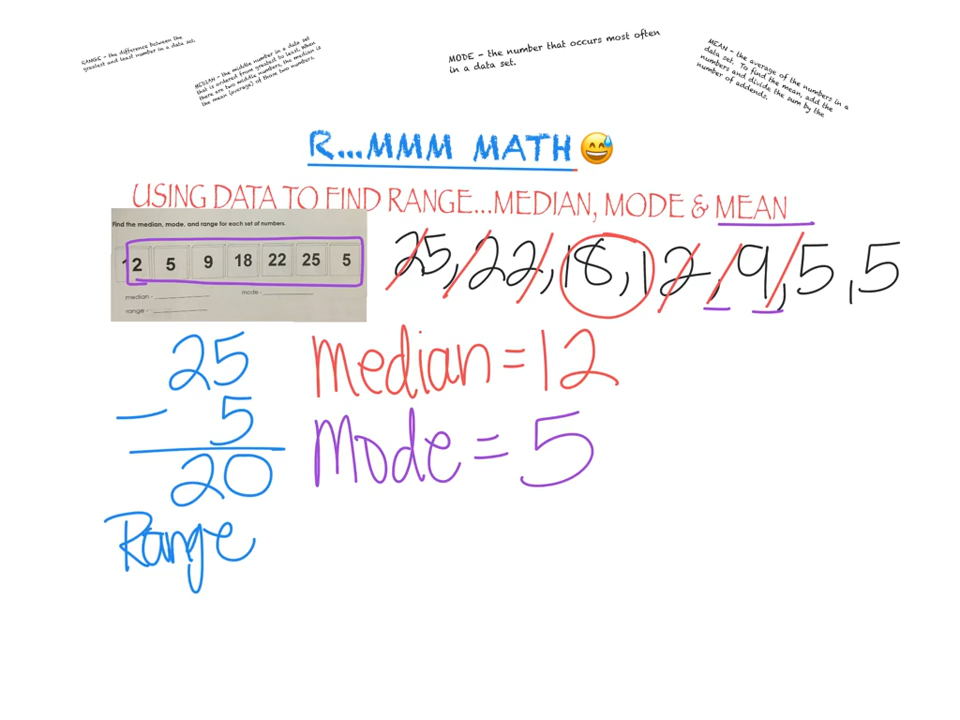 RANGE - the difference between the
greatest and least number in a data set.
MEDIAN - the middle number in a data set
that is ordered from greatest to least. When
there are two middle numbers, the median is
the mean (average) of those two numbers.
MODE - the number that occurs most often
in a data set.
MEAN - the average of the numbers in a
data set. To find the mean, add the
numbers and divide the sum by the
number of addends.
R...MMM MATH 😅
USING DATA TO FIND RANGE...MEDIAN, MODE & MEAN
Find the median, mode, and range for each set of numbers.
12 5 9 18 22 25 5
median - mode -
range -
25, 22, 18, 12, 9, 5, 5
25
- 5
20
Range
Median = 12
Mode = 5